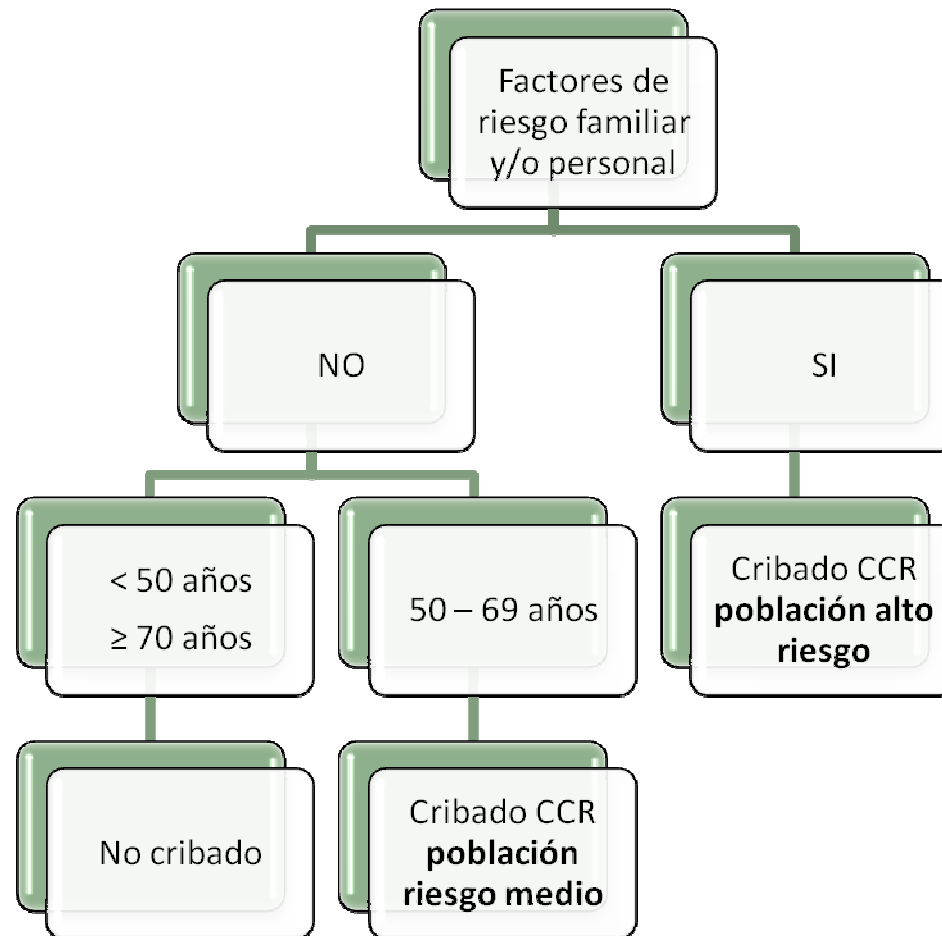 Factores de
riesgo familiar
y/o personal
NO
SI
< 50 años
≥ 70 años
50 – 69 años
Cribado CCR
población alto
riesgo
No cribado
Cribado CCR
población
riesgo medio